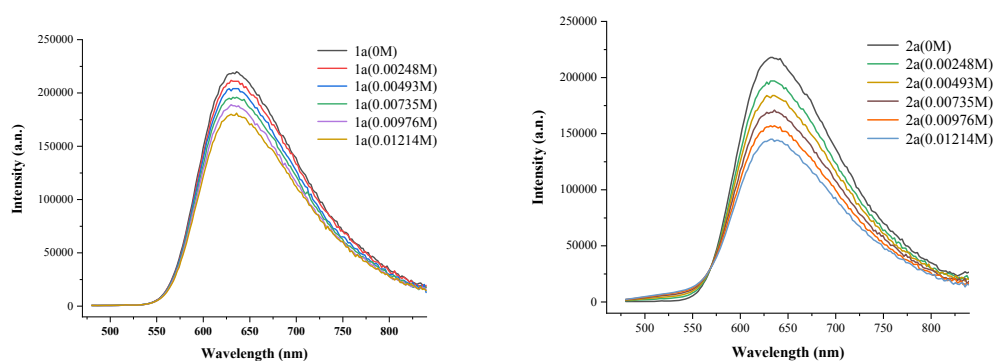 250000
200000
150000
100000
50000
0
500
550
600
650
700
750
800
Intensity (a.u.)
Wavelength (nm)
1a(0M)
1a(0.00248M)
1a(0.00493M)
1a(0.00735M)
1a(0.00976M)
1a(0.01214M)
250000
200000
150000
100000
50000
0
500
550
600
650
700
750
800
Intensity (a.u.)
Wavelength (nm)
2a(0M)
2a(0.00248M)
2a(0.00493M)
2a(0.00735M)
2a(0.00976M)
2a(0.01214M)